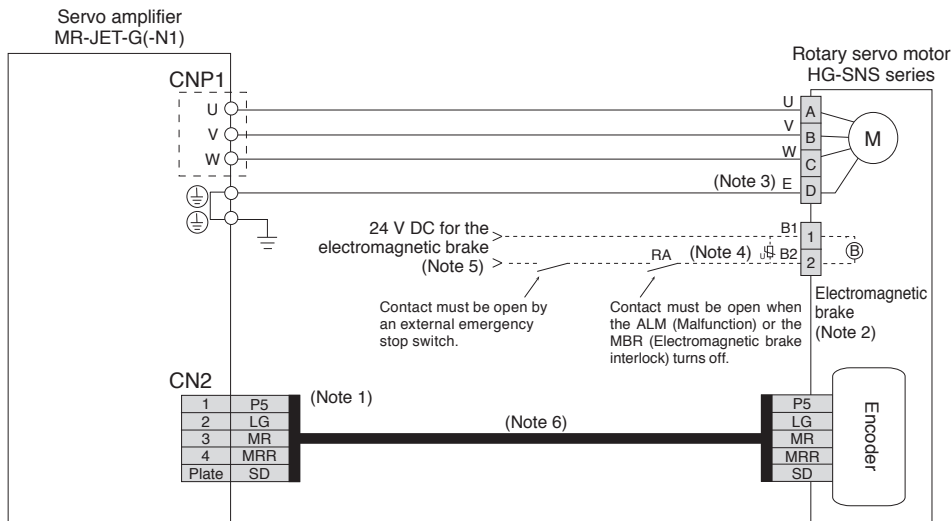 Servo amplifier
MR-JET-G(-N1)
Rotary servo motor
HG-SNS series
CNP1
U
V
W
U
V
W
(Note 3) E
A
B
C
D
M
24 V DC for the
electromagnetic brake
(Note 5)
RA
(Note 4)
B1
B2
U
1
2
B
Contact must be open by
an external emergency
stop switch.
Contact must be open when
the ALM (Malfunction) or the
MBR (Electromagnetic brake
interlock) turns off.
Electromagnetic
brake
(Note 2)
CN2
1 P5
2 LG
3 MR
4 MRR
Plate SD
(Note 1)
(Note 6)
P5
LG
MR
MRR
SD
Encoder